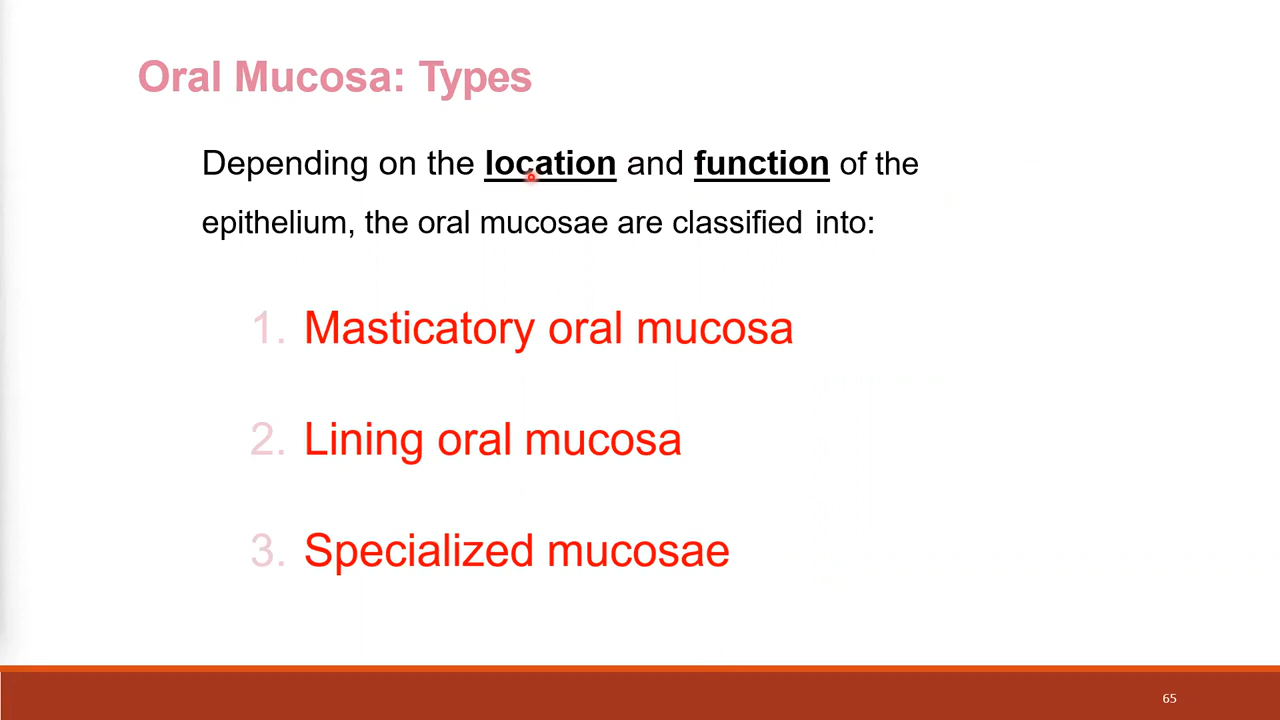 Oral Mucosa: Types
Depending on the location and function of the
epithelium, the oral mucosae are classified into:
1. Masticatory oral mucosa
2. Lining oral mucosa
3. Specialized mucosae
65